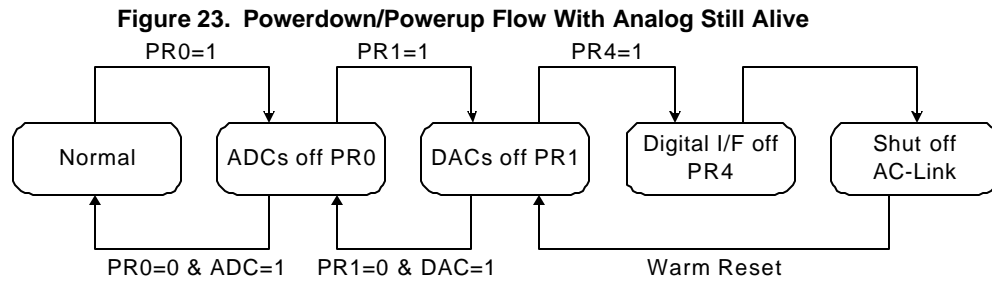 Figure 23. Powerdown/Powerup Flow With Analog Still Alive
PR0=1 PR1=1 PR4=1
Normal
ADCs off PR0
DACs off PR1
Digital I/F off
PR4
Shut off
AC-Link
PR0=0 & ADC=1 PR1=0 & DAC=1 Warm Reset